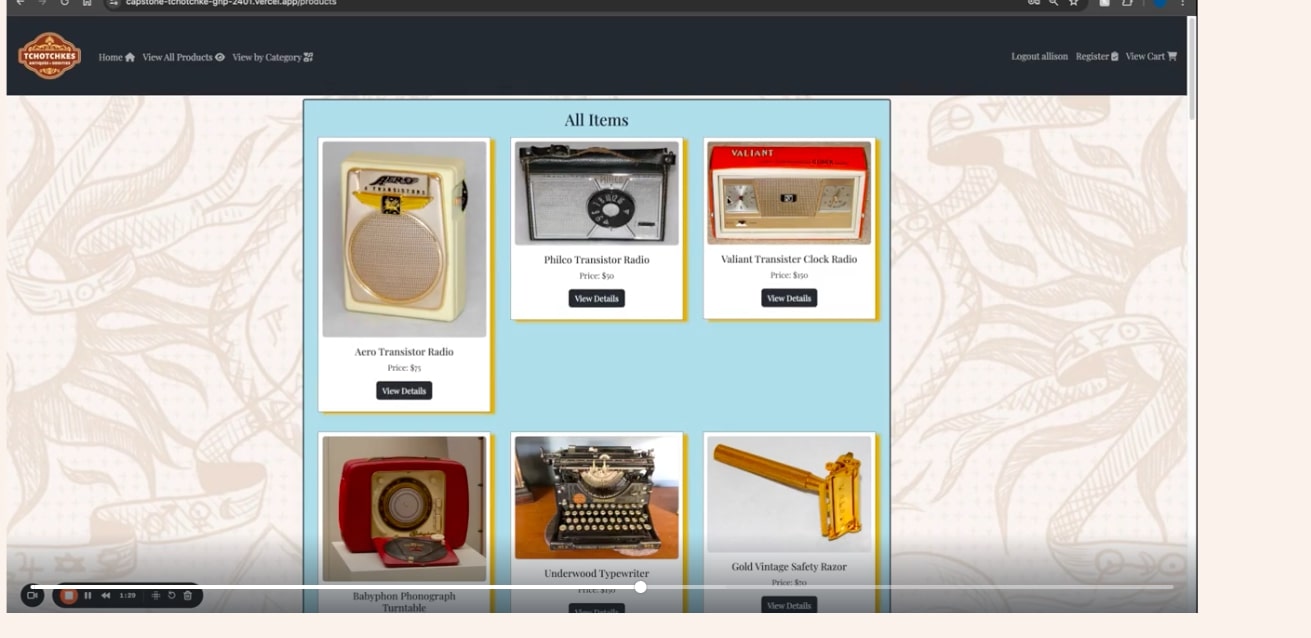 capstone-tchotchke-ghp-2401.vercel.app/products
TCHOTCHKES
Home View All Products View by Category
Logout allison Register View Cart
All Items
AERO
VALIANT
Philco Transistor Radio
Price: $50
View Details
Valiant Transister Clock Radio
Price: $150
View Details
Aero Transistor Radio
Price: $75
View Details
Underwood Typewriter
Price: $150
View Details
Gold Vintage Safety Razor
Price: $70
View Details
Babyphon Phonograph
Turntable
1:29